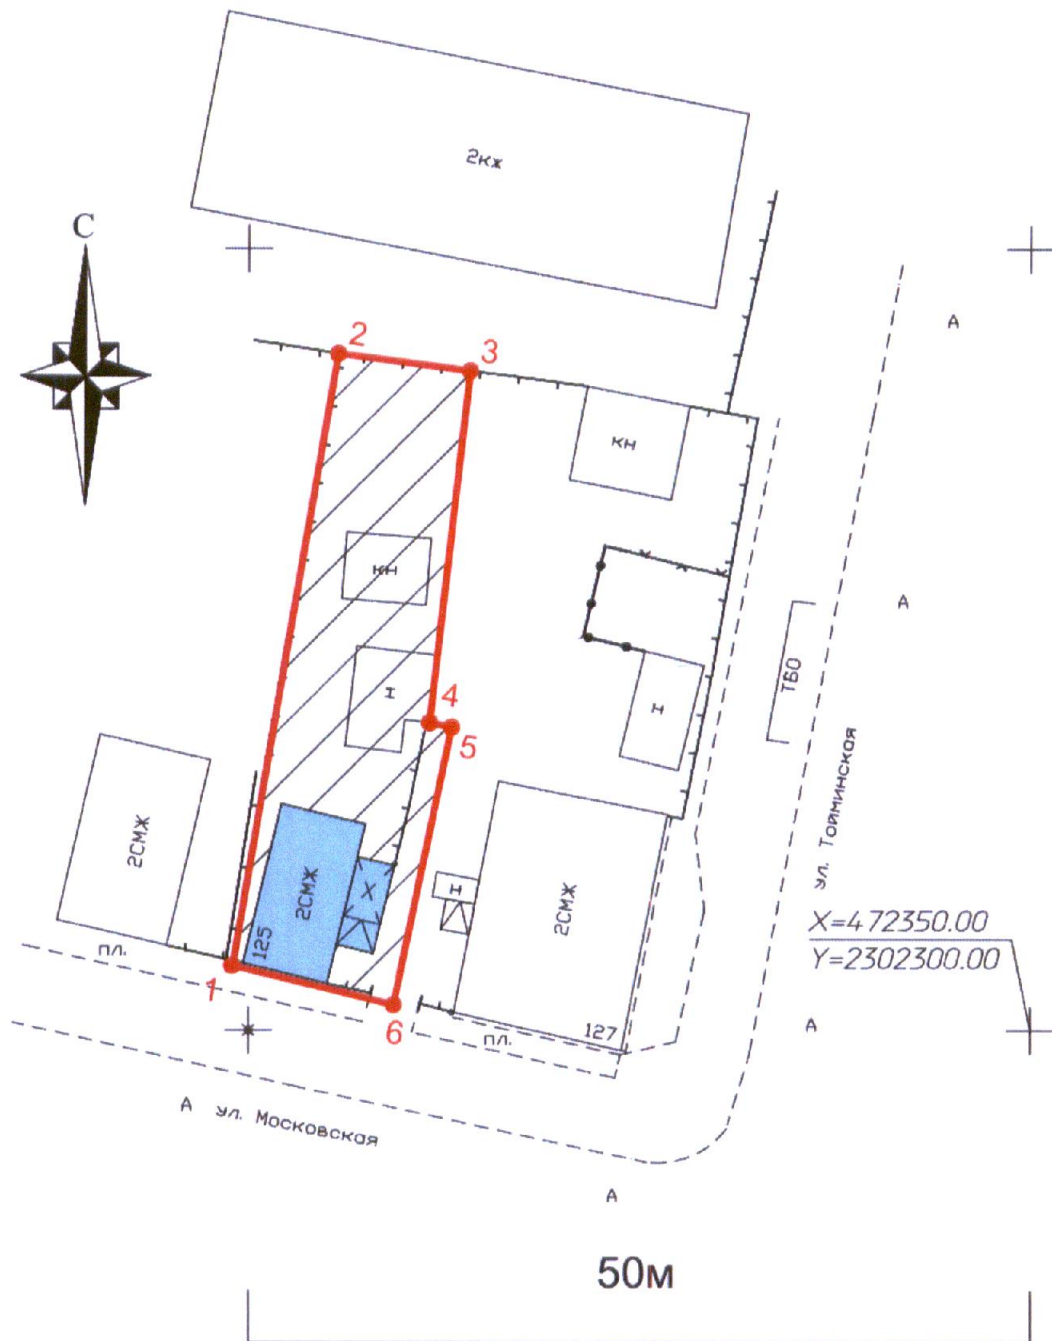 2кж
С
А
2
3
кн
кн
А
I
4
5
I
ТБО
ул. Тойминская
2СМЖ
2СМЖ
Х
I
2СМЖ
X=472350.00
Y=2302300.00
125
пл.
1
6
127
пл.
А
А ул. Московская
А
50м